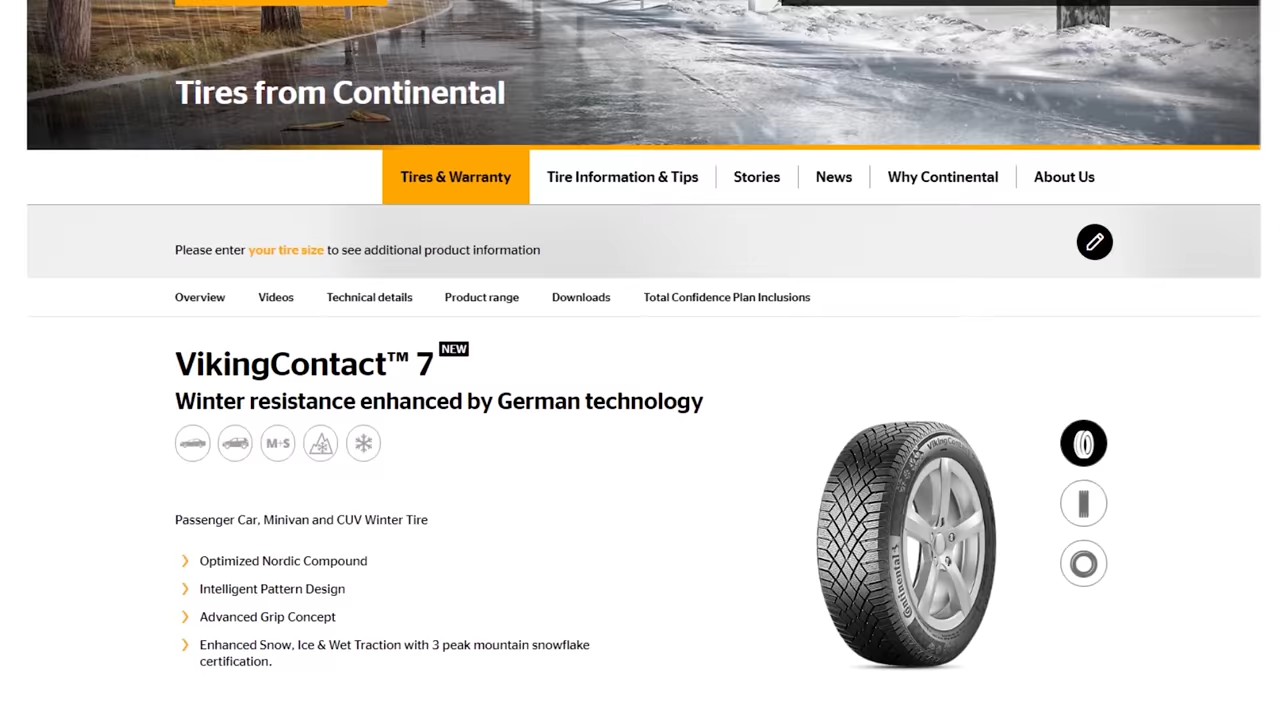 Tires from Continental
Tires & Warranty
Tire Information & Tips
Stories
News
Why Continental
About Us
Please enter your tire size to see additional product information
Overview
Videos
Technical details
Product range
Downloads
Total Confidence Plan Inclusions
VikingContact™ 7 NEW
Winter resistance enhanced by German technology
M+S
Passenger Car, Minivan and CUV Winter Tire
Optimized Nordic Compound
Intelligent Pattern Design
Advanced Grip Concept
Enhanced Snow, Ice & Wet Traction with 3 peak mountain snowflake
certification.
VikingContact
Continental